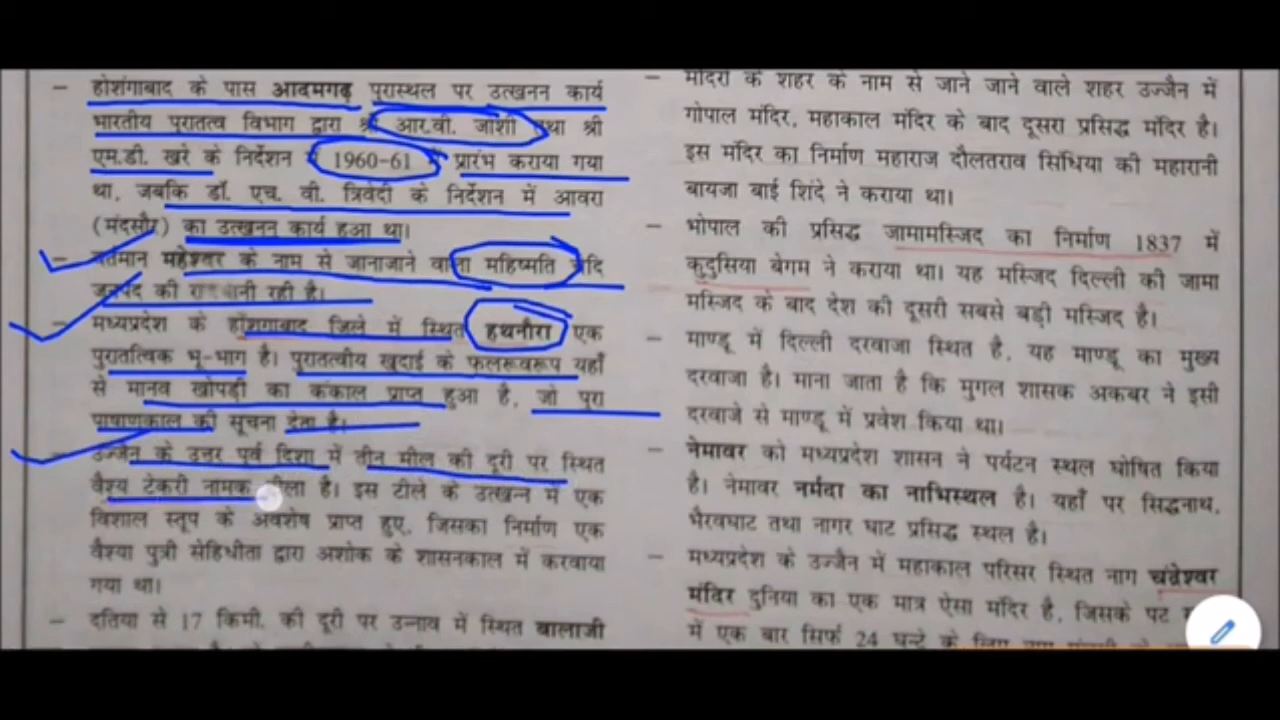 होशंगाबाद के पास आदमगढ़ पुरास्थल पर उत्खनन कार्य
भारतीय पुरातत्व विभाग द्वारा श्री आर.वी. जोशी तथा श्री
एम.डी. खरे के निर्देशन 1960-61 प्रारंभ कराया गया
था, जबकि डॉ. एच. वी. त्रिवेदी के निर्देशन में आवरा
(मंदसौर) का उत्खनन कार्य हुआ था।
– वर्तमान महेश्वर के नाम से जानाजाने वाला महिष्मति चेदि
जनपद की राजधानी रही है।
– मध्यप्रदेश के होशंगाबाद जिले में स्थित हथनौरा एक
पुरातत्विक भू-भाग है। पुरातत्वीय खुदाई के फलस्वरूप यहाँ
से मानव खोपड़ी का कंकाल प्राप्त हुआ है, जो पुरा
पाषाणकाल की सूचना देता है।
– उज्जैन के उत्तर पूर्व दिशा में तीन मील की दूरी पर स्थित
वैश्य टेकरी नामक टीला है। इस टीले के उत्खन्न में एक
विशाल स्तूप के अवशेष प्राप्त हुए, जिसका निर्माण एक
वैश्या पुत्री सेहिधीता द्वारा अशोक के शासनकाल में करवाया
गया था।
– दतिया से 17 किमी. की दूरी पर उन्नाव में स्थित बालाजी
– मंदिरों के शहर के नाम से जाने जाने वाले शहर उज्जैन में
गोपाल मंदिर, महाकाल मंदिर के बाद दूसरा प्रसिद्ध मंदिर है।
इस मंदिर का निर्माण महाराज दौलतराव सिंधिया की महारानी
बायजा बाई शिंदे ने कराया था।
– भोपाल की प्रसिद्ध जामामस्जिद का निर्माण 1837 में
कुदुसिया बेगम ने कराया था। यह मस्जिद दिल्ली की जामा
मस्जिद के बाद देश की दूसरी सबसे बड़ी मस्जिद है।
– माण्डू में दिल्ली दरवाजा स्थित है, यह माण्डू का मुख्य
दरवाजा है। माना जाता है कि मुगल शासक अकबर ने इसी
दरवाजे से माण्डू में प्रवेश किया था।
– नेमावर को मध्यप्रदेश शासन ने पर्यटन स्थल घोषित किया
है। नेमावर नर्मदा का नाभिस्थल है। यहाँ पर सिद्धनाथ,
भैरवघाट तथा नागर घाट प्रसिद्ध स्थल है।
– मध्यप्रदेश के उज्जैन में महाकाल परिसर स्थित नाग चंद्रेश्वर
मंदिर दुनिया का एक मात्र ऐसा मंदिर है, जिसके पट
में एक बार सिर्फ 24 घन्टे के लिए नाग